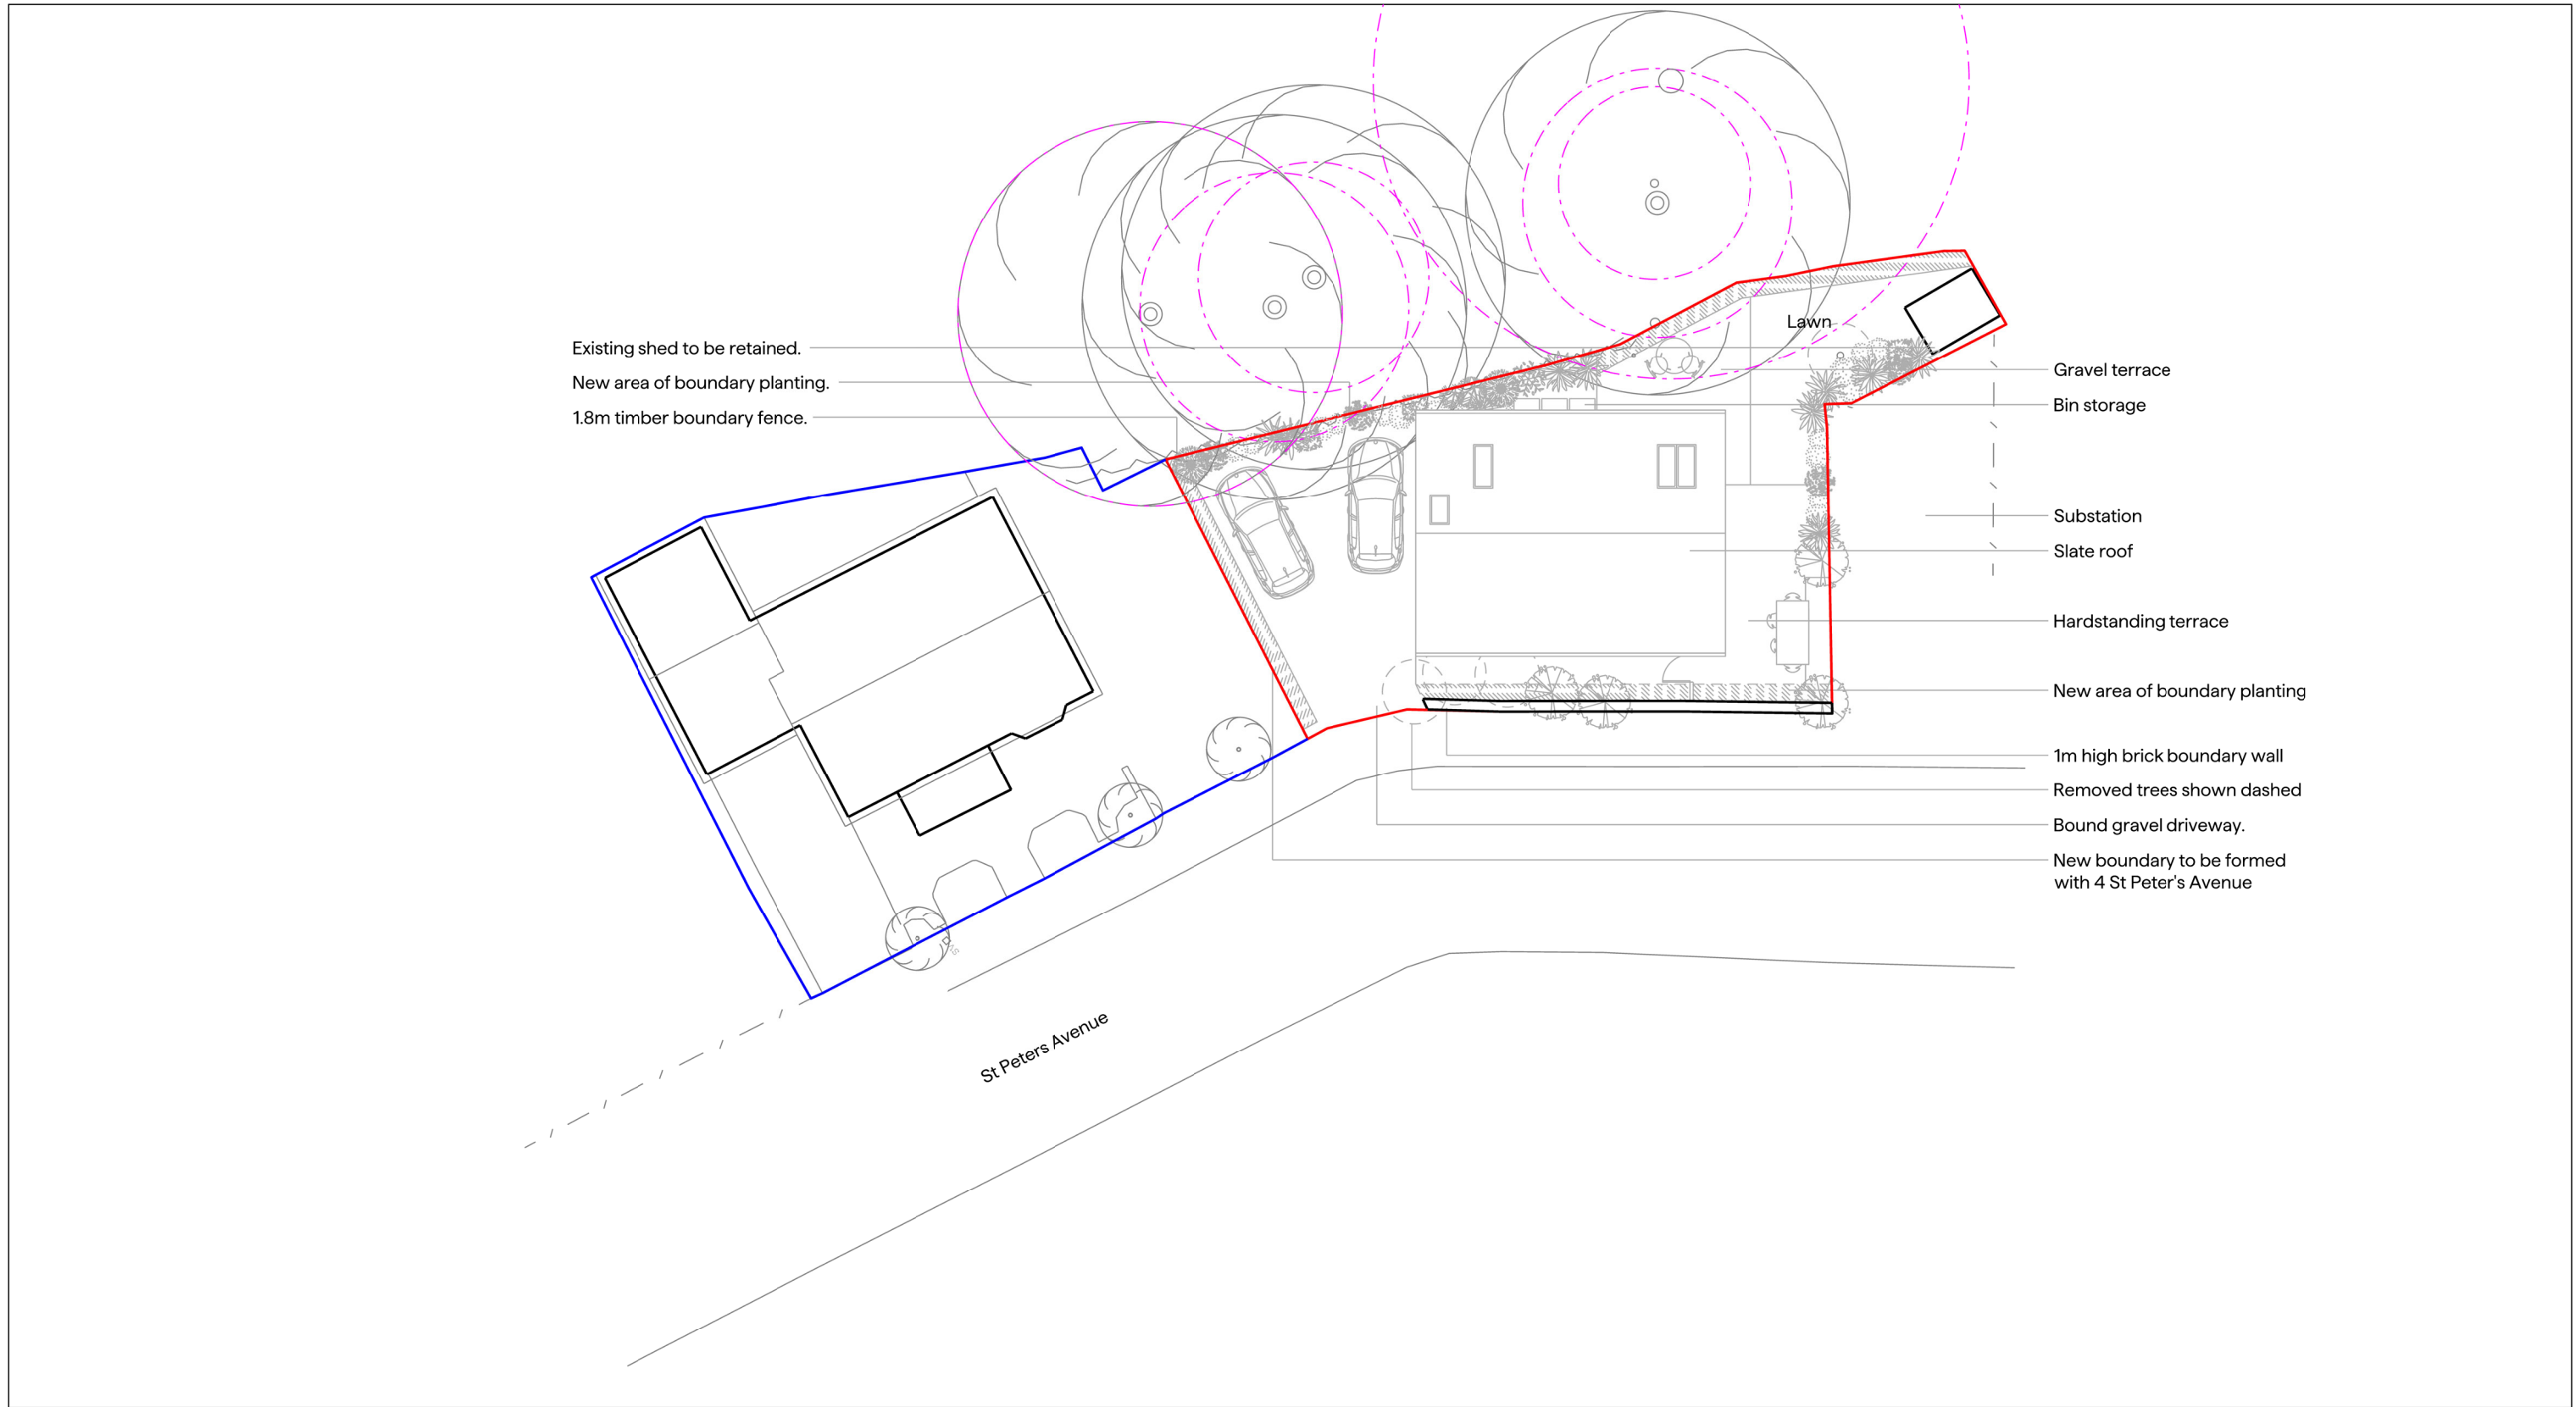 Existing shed to be retained.
New area of boundary planting.
1.8m timber boundary fence.
Lawn
Gravel terrace
Bin storage
Substation
Slate roof
Hardstanding terrace
New area of boundary planting
1m high brick boundary wall
Removed trees shown dashed
Bound gravel driveway.
New boundary to be formed
with 4 St Peter's Avenue
St Peters Avenue